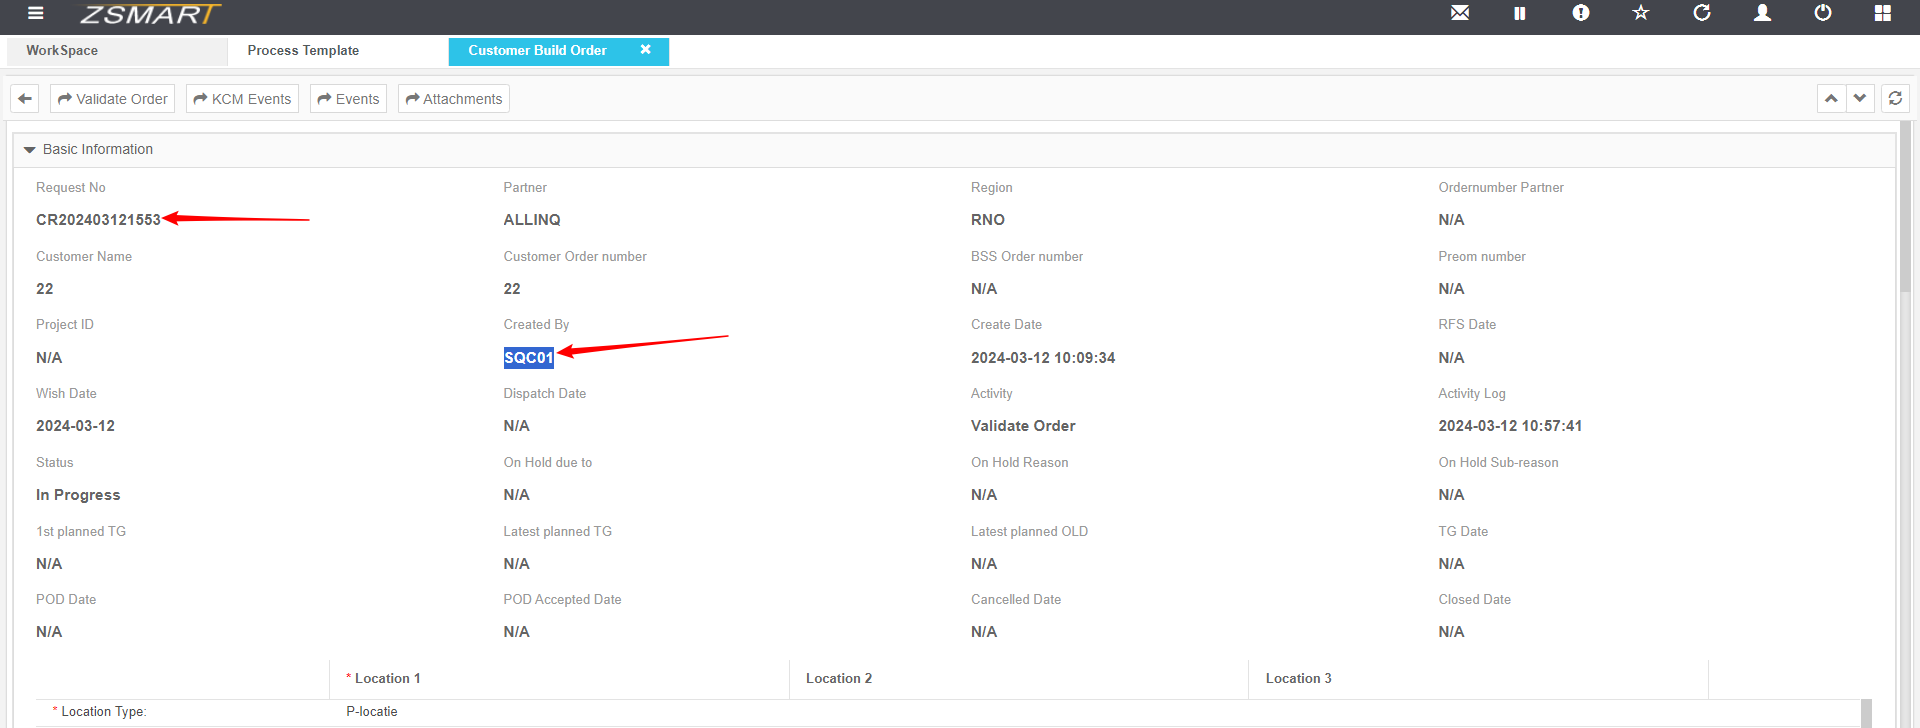 ZSMART
WorkSpace Process Template Customer Build Order
Validate Order KCM Events Events Attachments
Basic Information
Request No Partner Region Ordernumber Partner
CR202403121553 ALLINQ RNO N/A
Customer Name Customer Order number BSS Order number Preom number
22 22 N/A N/A
Project ID Created By Create Date RFS Date
N/A SQC01 2024-03-12 10:09:34 N/A
Wish Date Dispatch Date Activity Activity Log
2024-03-12 N/A Validate Order 2024-03-12 10:57:41
Status On Hold due to On Hold Reason On Hold Sub-reason
In Progress N/A N/A N/A
1st planned TG Latest planned TG Latest planned OLD TG Date
N/A N/A N/A N/A
POD Date POD Accepted Date Cancelled Date Closed Date
N/A N/A N/A N/A
* Location 1 Location 2 Location 3
* Location Type: P-locatie